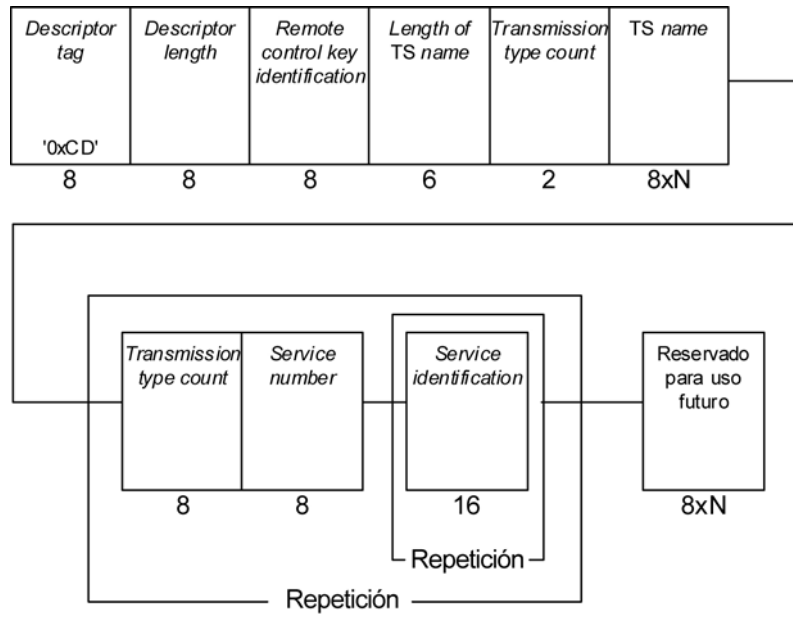 Descriptor
tag
'0xCD'
Descriptor
length
Remote
control key
identification
Length of
TS name
Transmission
type count
TS name
8
8
8
6
2
8xN
Transmission
type count
Service
number
Service
identification
Reservado
para uso
futuro
8
8
16
8xN
Repetición
Repetición